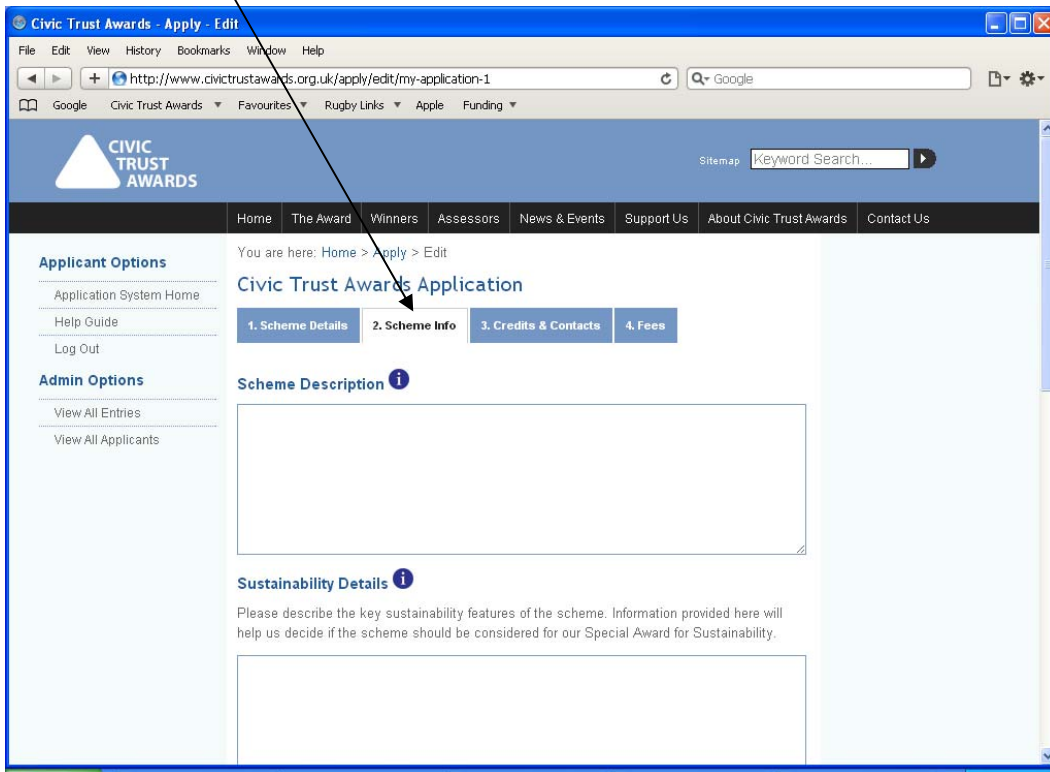 Civic Trust Awards - Apply - Edit
File Edit View History Bookmarks Window Help
http://www.civictrustawards.org.uk/apply/edit/my-application-1
Google
Google Civic Trust Awards Favourites Rugby Links Apple Funding
CIVIC
TRUST
AWARDS
Sitemap Keyword Search...
Home The Award Winners Assessors News & Events Support Us About Civic Trust Awards Contact Us
Applicant Options
Application System Home
Help Guide
Log Out
Admin Options
View All Entries
View All Applicants
You are here: Home > Apply > Edit
Civic Trust Awards Application
1. Scheme Details 2. Scheme Info 3. Credits & Contacts 4. Fees
Scheme Description i
Sustainability Details i
Please describe the key sustainability features of the scheme. Information provided here will
help us decide if the scheme should be considered for our Special Award for Sustainability.